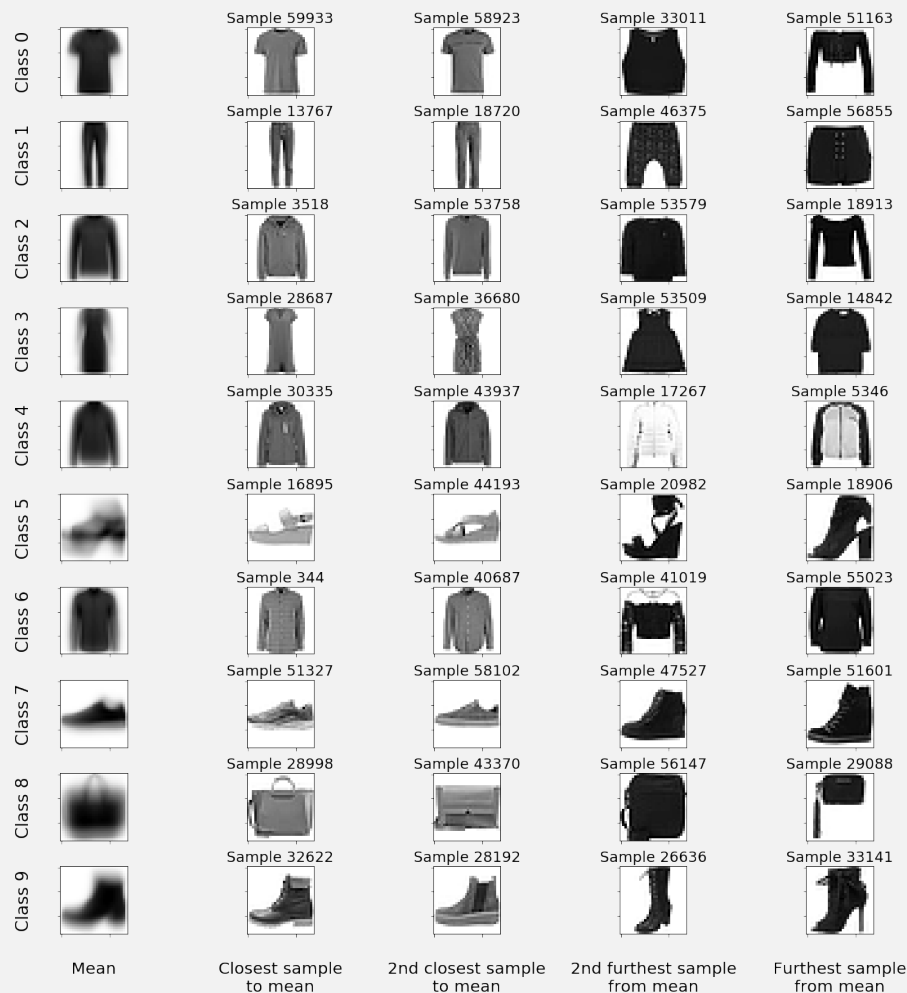 Class 0
Sample 59933
Sample 58923
Sample 33011
Sample 51163
Class 1
Sample 13767
Sample 18720
Sample 46375
Sample 56855
Class 2
Sample 3518
Sample 53758
Sample 53579
Sample 18913
Class 3
Sample 28687
Sample 36680
Sample 53509
Sample 14842
Class 4
Sample 30335
Sample 43937
Sample 17267
Sample 5346
Class 5
Sample 16895
Sample 44193
Sample 20982
Sample 18906
Class 6
Sample 344
Sample 40687
Sample 41019
Sample 55023
Class 7
Sample 51327
Sample 58102
Sample 47527
Sample 51601
Class 8
Sample 28998
Sample 43370
Sample 56147
Sample 29088
Class 9
Sample 32622
Sample 28192
Sample 26636
Sample 33141
Mean
Closest sample
to mean
2nd closest sample
to mean
2nd furthest sample
from mean
Furthest sample
from mean